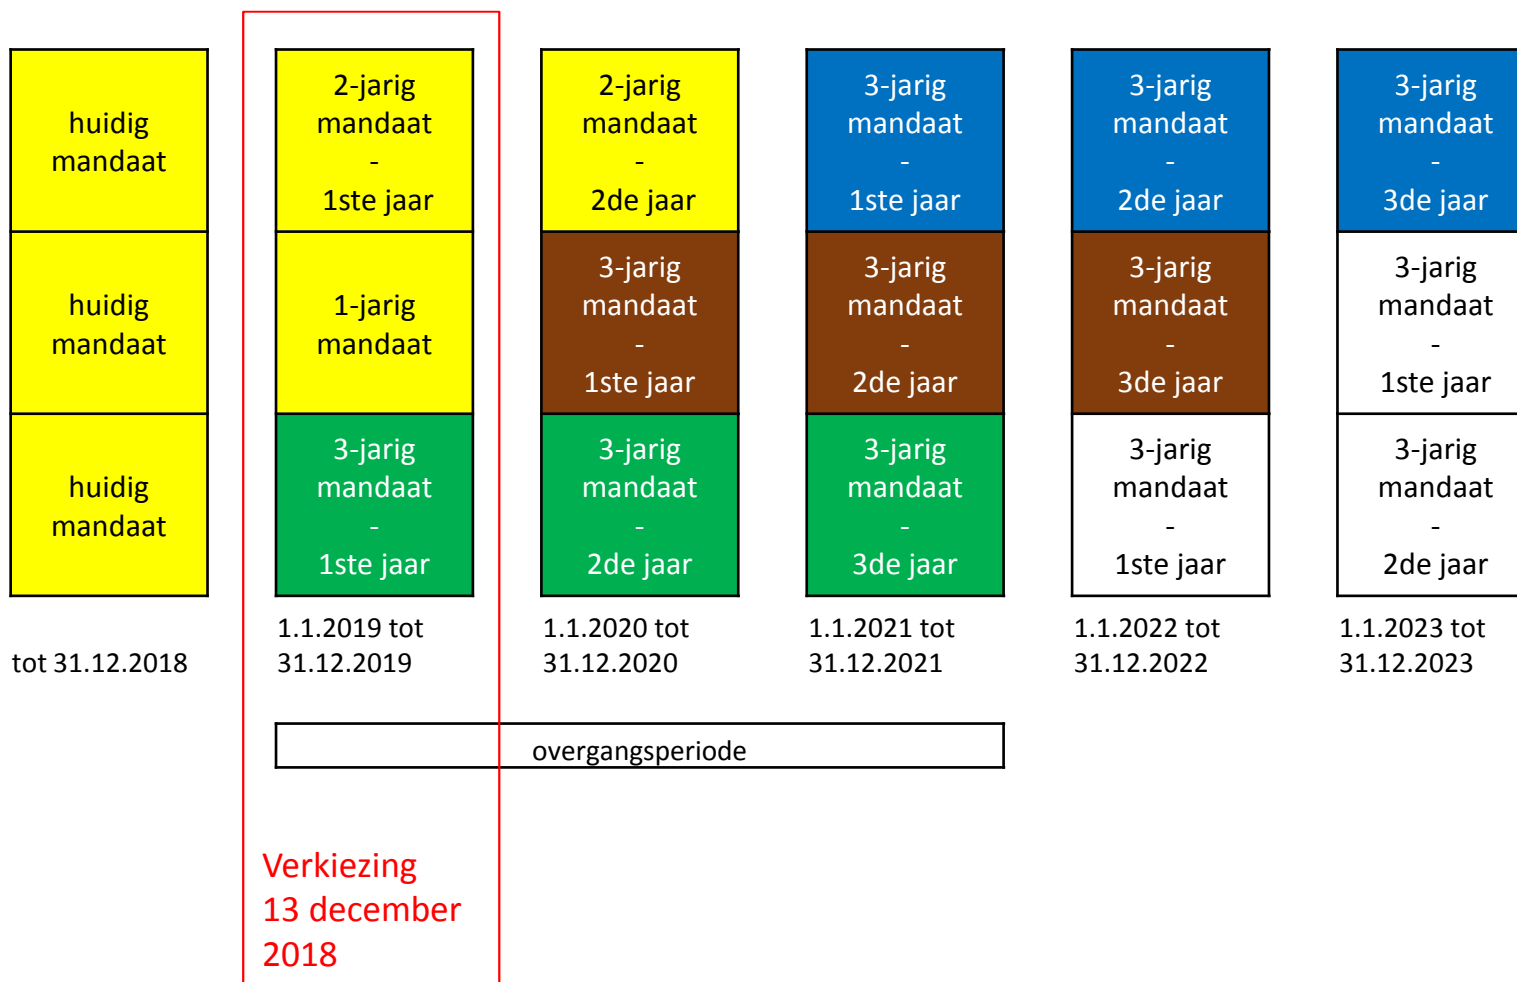 huidig
mandaat
2-jarig
mandaat
-
1ste jaar
2-jarig
mandaat
-
2de jaar
3-jarig
mandaat
-
1ste jaar
3-jarig
mandaat
-
2de jaar
3-jarig
mandaat
-
3de jaar
huidig
mandaat
1-jarig
mandaat
3-jarig
mandaat
-
1ste jaar
3-jarig
mandaat
-
2de jaar
3-jarig
mandaat
-
3de jaar
3-jarig
mandaat
-
1ste jaar
huidig
mandaat
3-jarig
mandaat
-
1ste jaar
3-jarig
mandaat
-
2de jaar
3-jarig
mandaat
-
3de jaar
3-jarig
mandaat
-
1ste jaar
3-jarig
mandaat
-
2de jaar
tot 31.12.2018
1.1.2019 tot
31.12.2019
1.1.2020 tot
31.12.2020
1.1.2021 tot
31.12.2021
1.1.2022 tot
31.12.2022
1.1.2023 tot
31.12.2023
overgangsperiode
Verkiezing
13 december
2018